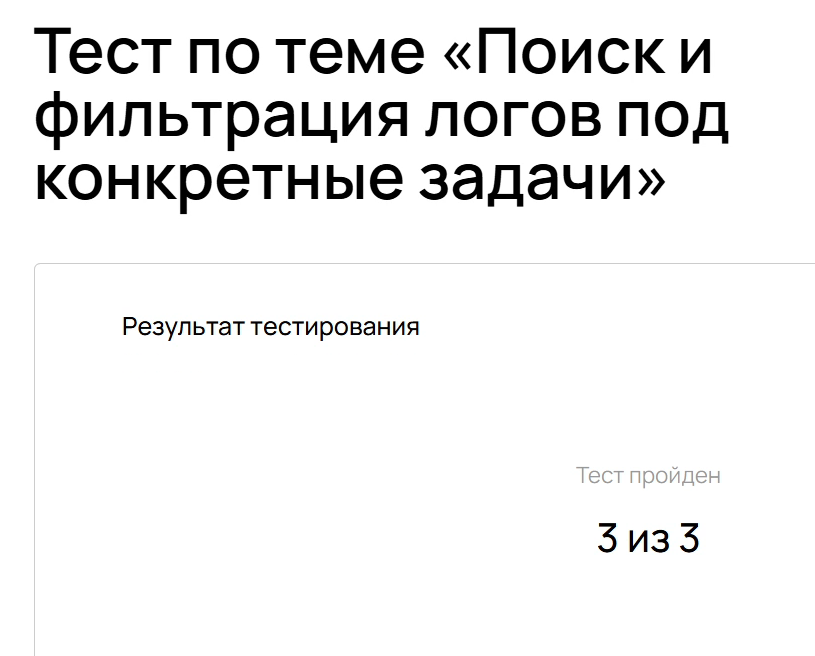 Тест по теме «Поиск и
фильтрация логов под
конкретные задачи»
Результат тестирования
Тест пройден
3 из 3